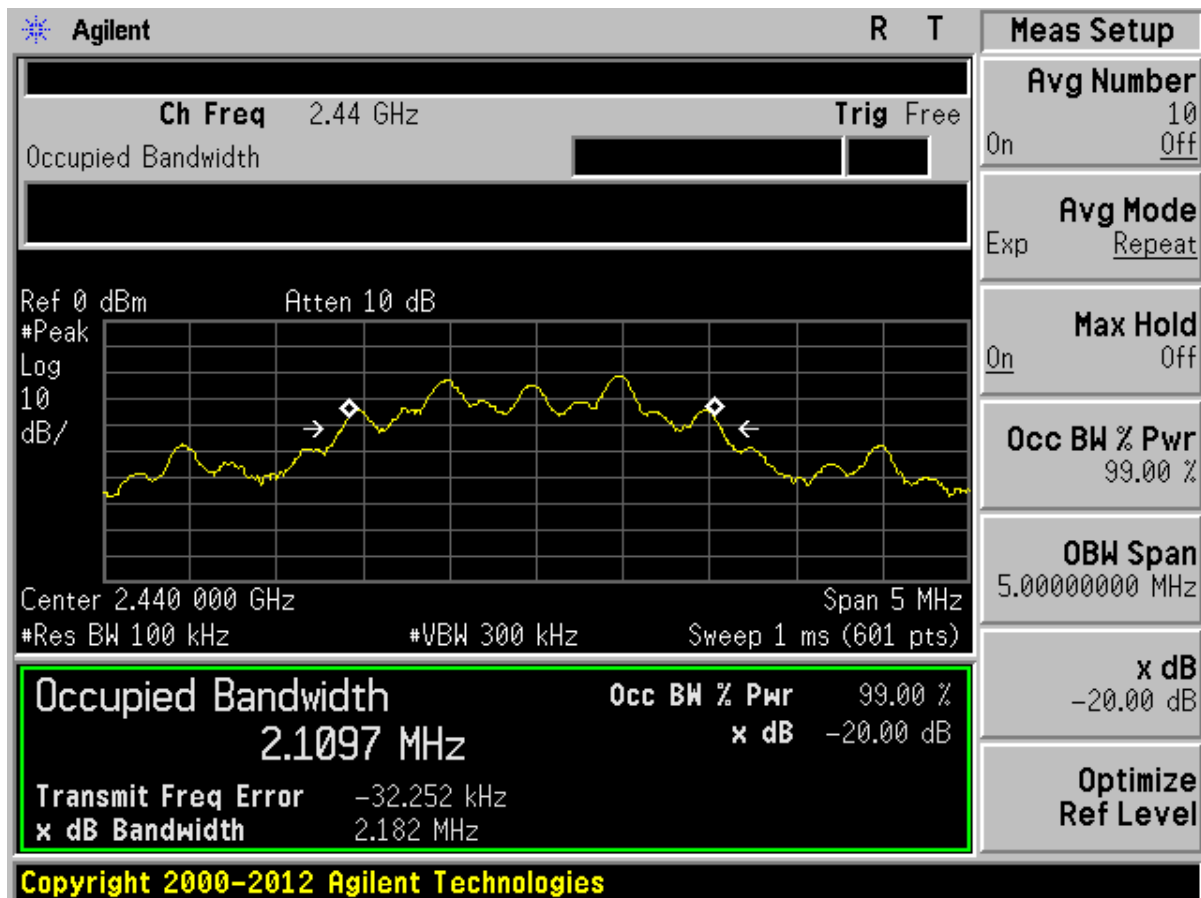 Agilent R T
Ch Freq 2.44 GHz Trig Free
Occupied Bandwidth
Ref 0 dBm Atten 10 dB
#Peak
Log
10
dB/
Center 2.440 000 GHz Span 5 MHz
#Res BW 100 kHz #VBW 300 kHz Sweep 1 ms (601 pts)
Occupied Bandwidth
2.1097 MHz
Occ BW % Pwr 99.00 %
x dB -20.00 dB
Transmit Freq Error -32.252 kHz
x dB Bandwidth 2.182 MHz
Copyright 2000-2012 Agilent Technologies
Meas Setup
Avg Number
10
On Off
Avg Mode
Exp Repeat
Max Hold
On Off
Occ BW % Pwr
99.00 %
OBW Span
5.00000000 MHz
x dB
-20.00 dB
Optimize
Ref Level